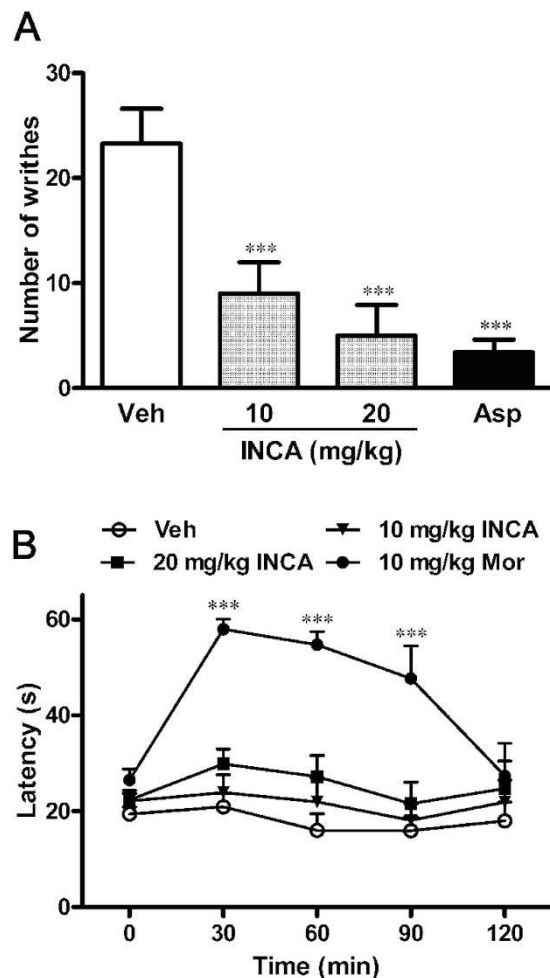 A
30
20
10
0
Number of writhes
***
***
***
Veh
10
20
Asp
INCA (mg/kg)
B
Veh
10 mg/kg INCA
20 mg/kg INCA
10 mg/kg Mor
60
40
20
0
Latency (s)
***
***
***
0
30
60
90
120
Time (min)